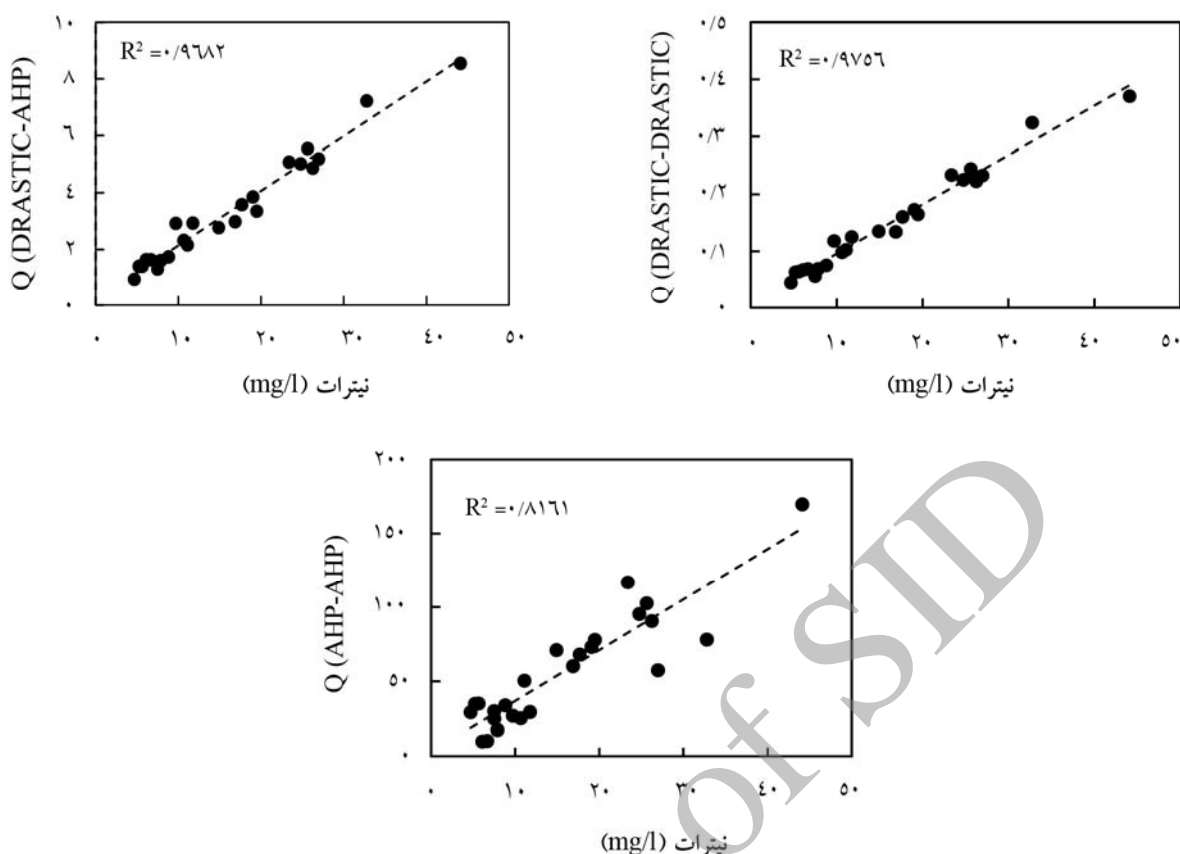 Q (DRASTIC-AHP)
R² =۰/۹۶۸۲
۱۰
۸
۶
۴
۲
۰
۰ ۱۰ ۲۰ ۳۰ ۴۰ ۵۰
نیترات (mg/l)
Q (DRASTIC-DRASTIC)
R² =۰/۹۷۵۶
۰/۵
۰/۴
۰/۳
۰/۲
۰/۱
۰
۰ ۱۰ ۲۰ ۳۰ ۴۰ ۵۰
نیترات (mg/l)
Q (AHP-AHP)
R² =۰/۸۱۶۱
۲۰۰
۱۵۰
۱۰۰
۵۰
۰
۰ ۱۰ ۲۰ ۳۰ ۴۰ ۵۰
نیترات (mg/l)
of SID